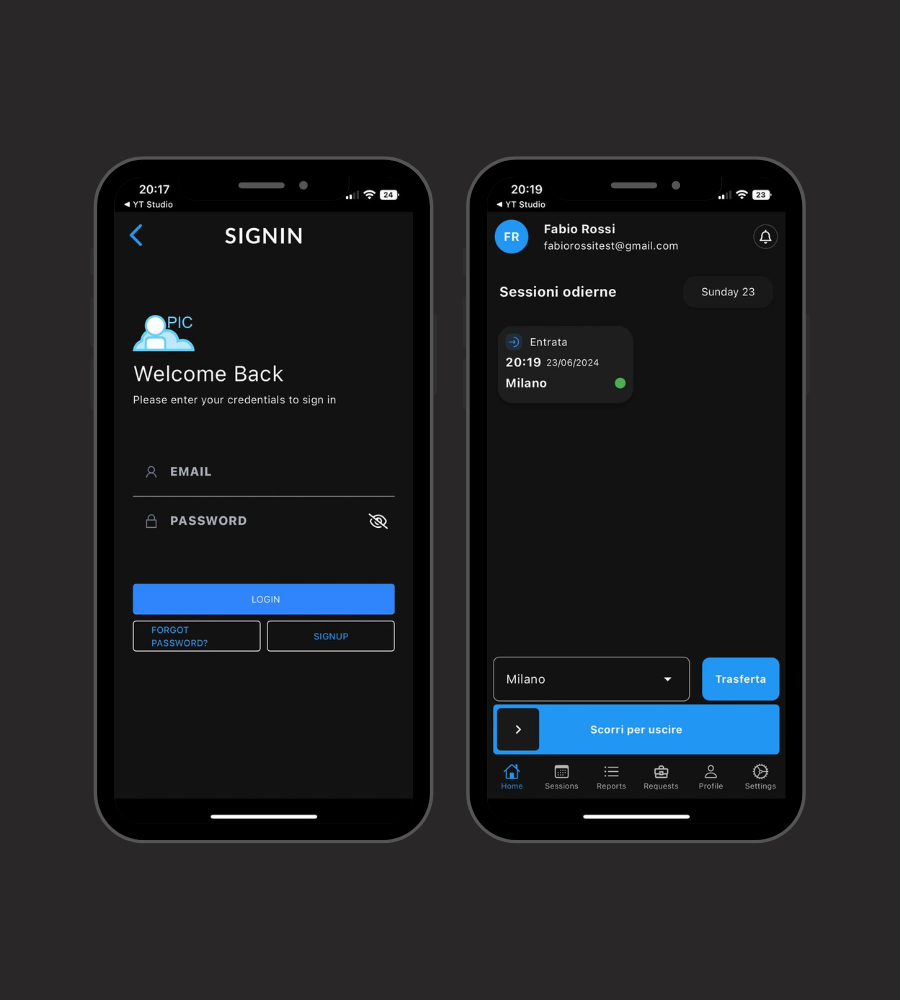 20:17
24
◀ YT Studio
SIGNIN
PIC
Welcome Back
Please enter your credentials to sign in
EMAIL
PASSWORD
LOGIN
FORGOT
PASSWORD?
SIGNUP
20:19
23
◀ YT Studio
FR
Fabio Rossi
fabiorossitest@gmail.com
Sessioni odierne
Sunday 23
Entrata
20:19 23/06/2024
Milano
Milano
Trasferta
Scorri per uscire
Home Sessions Reports Requests Profile Settings